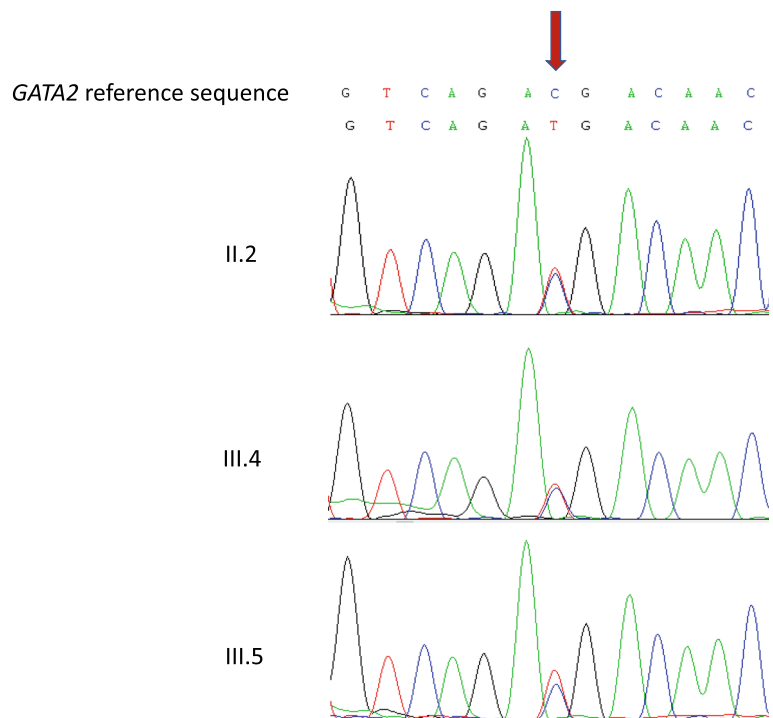 GATA2 reference sequence G T C A G A C G A C A A C
G T C A G A T G A C A A C
II.2
III.4
III.5